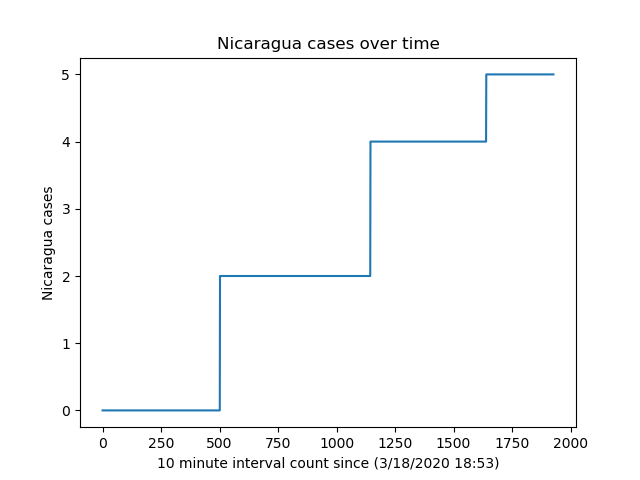 Nicaragua cases over time
5
4
3
2
1
0
Nicaragua cases
0 250 500 750 1000 1250 1500 1750 2000
10 minute interval count since (3/18/2020 18:53)